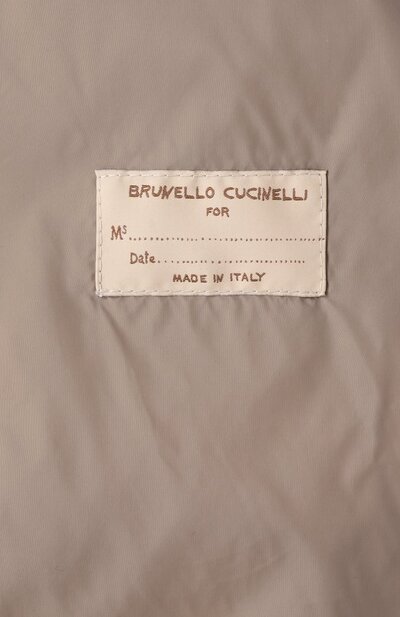 BRUNELLO CUCINELLI
FOR
Ms..............................
Date..........................
MADE IN ITALY